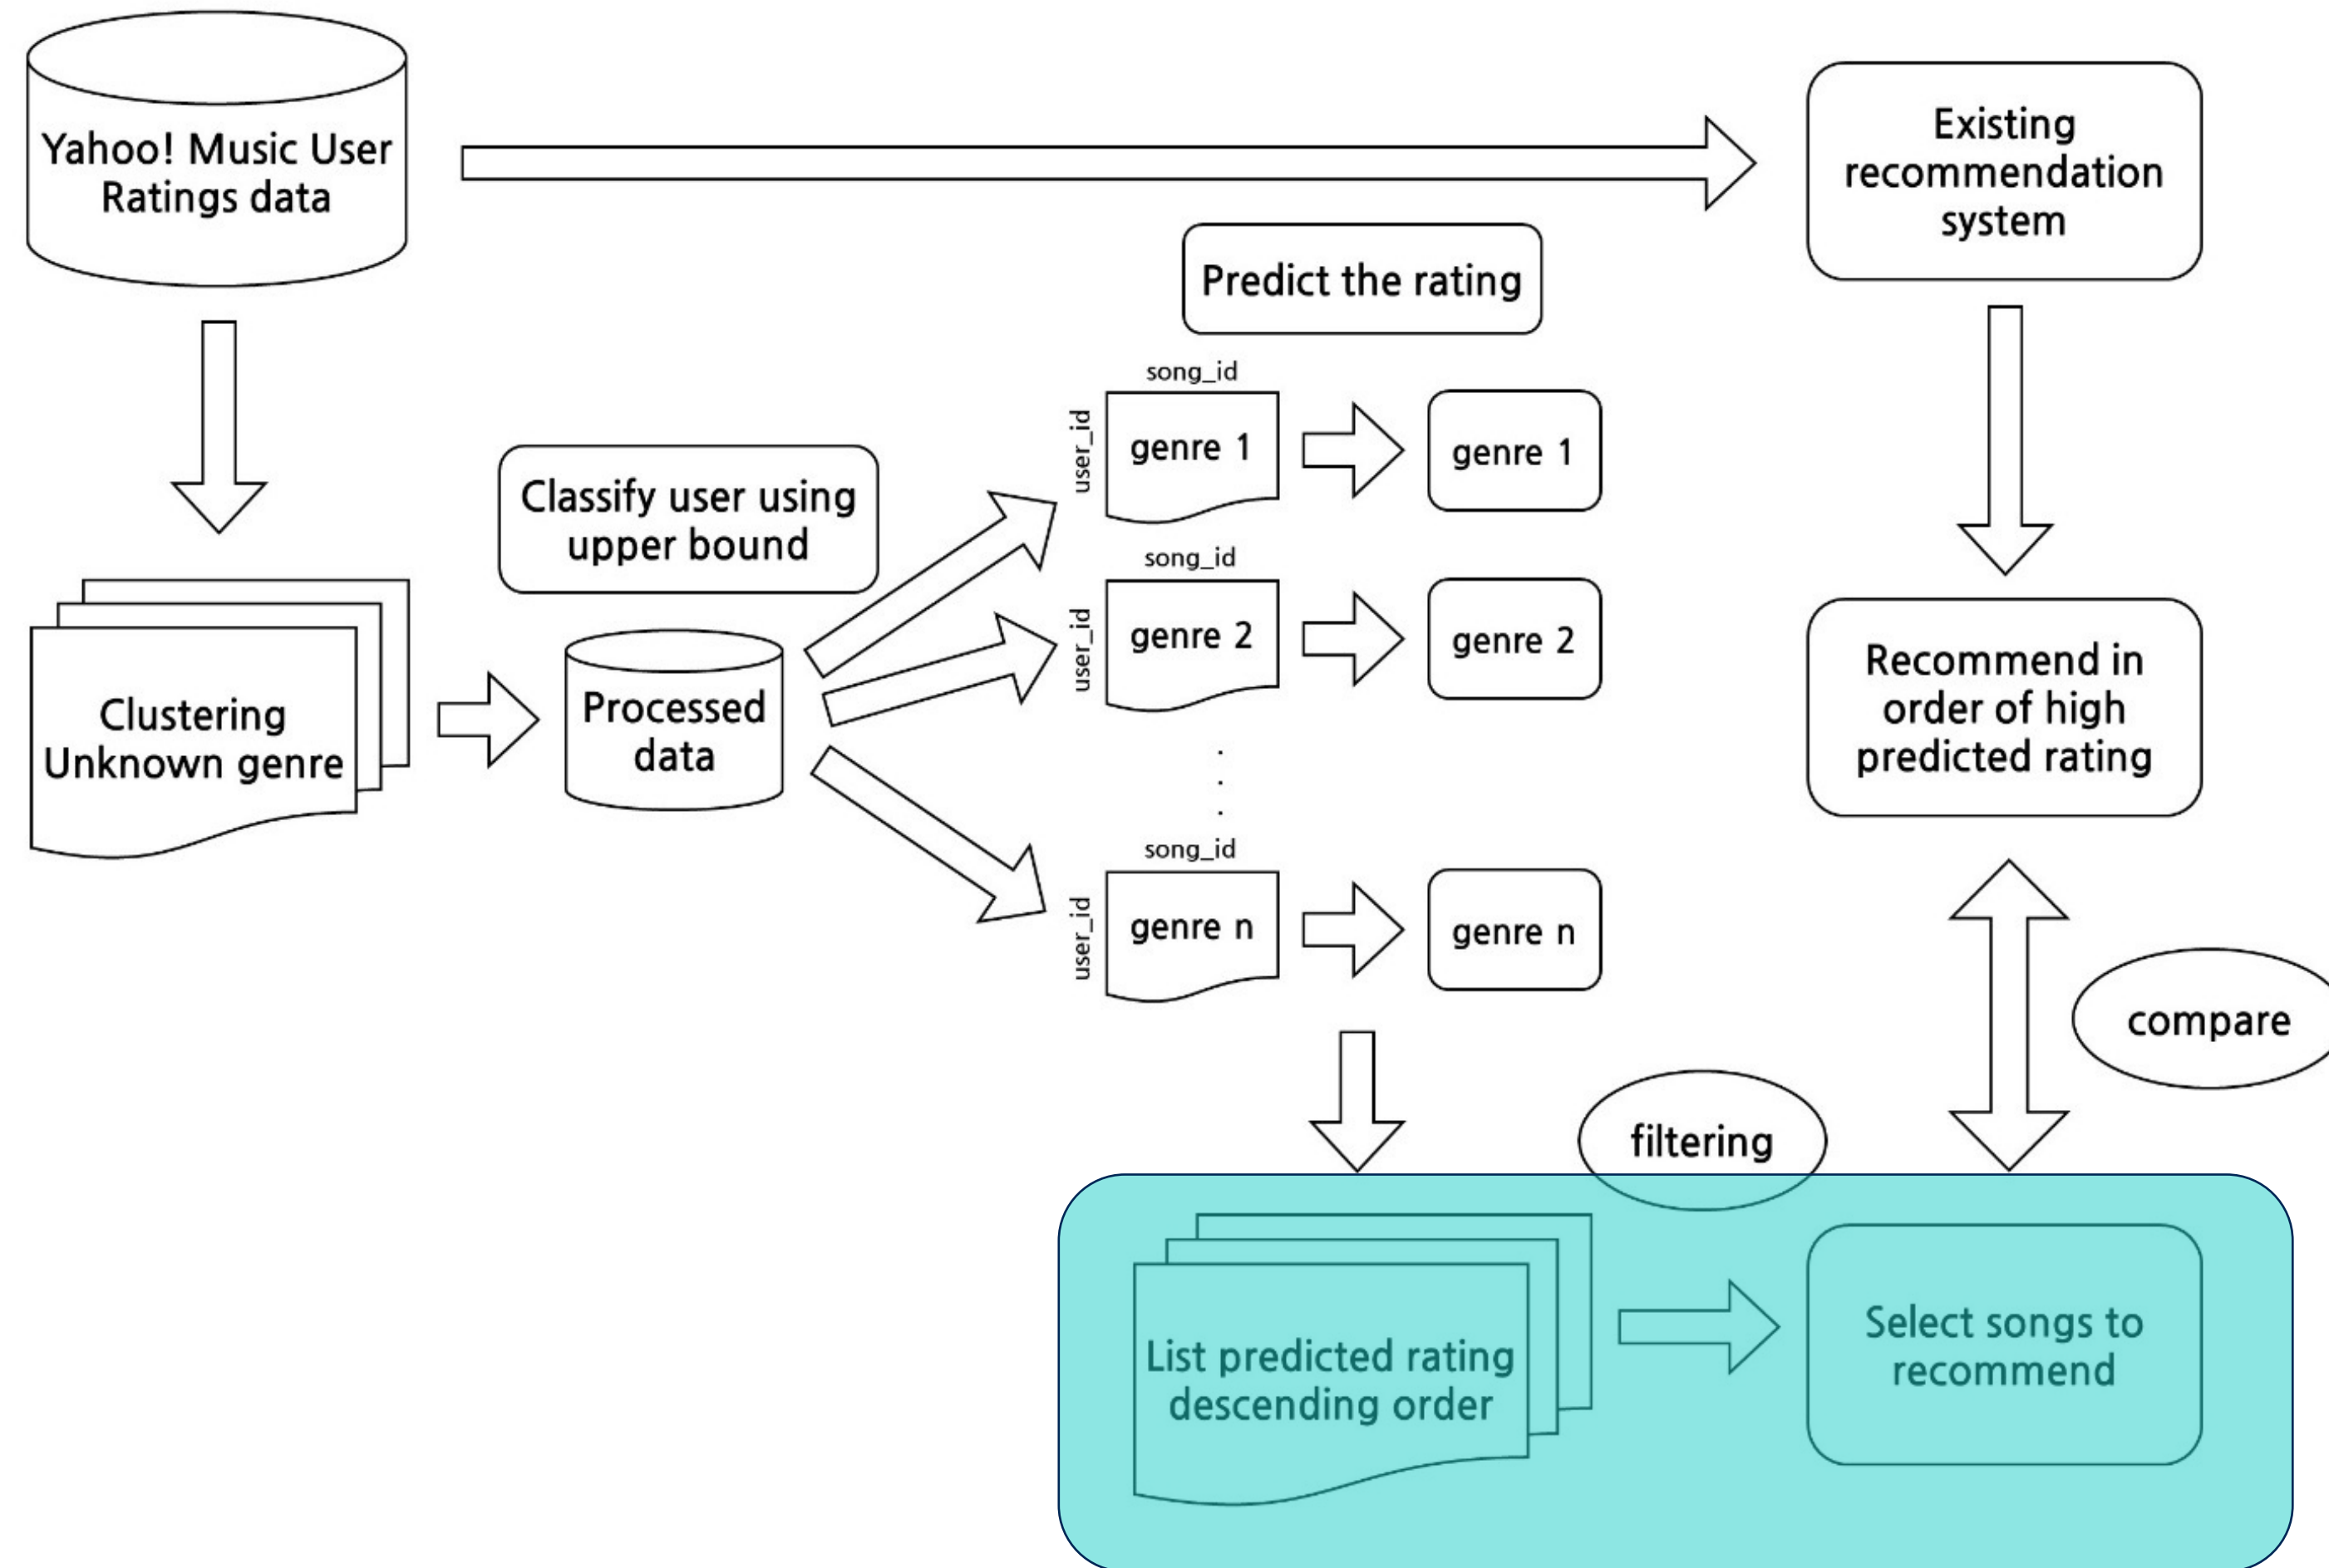 Yahoo! Music User
Ratings data
Existing
recommendation
system
Predict the rating
Classify user using
upper bound
song_id
user_id
genre 1
genre 1
song_id
user_id
genre 2
genre 2
.
.
.
song_id
user_id
genre n
genre n
Clustering
Unknown genre
Processed
data
Recommend in
order of high
predicted rating
compare
filtering
List predicted rating
descending order
Select songs to
recommend